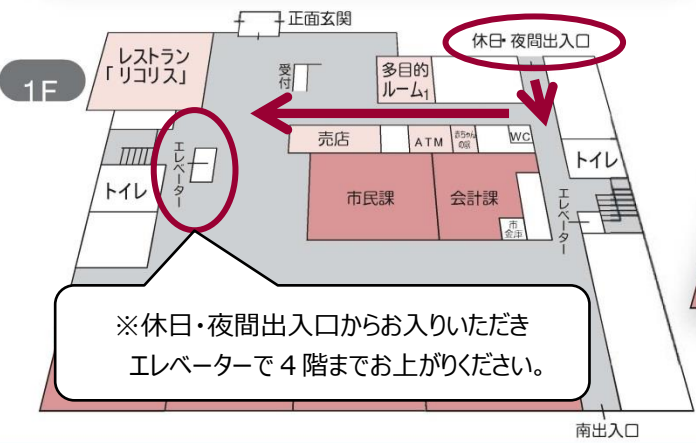 正面玄関
休日・夜間出入口
レストラン
「リコリス」
1F
受付
多目的
ルーム1
売店
ATM
赤ちゃん
の駅
WC
トイレ
エレベーター
トイレ
市民課
会計課
エレベーター
市
金庫
※休日・夜間出入口からお入りいただき
エレベーターで４階までお上がりください。
南出入口